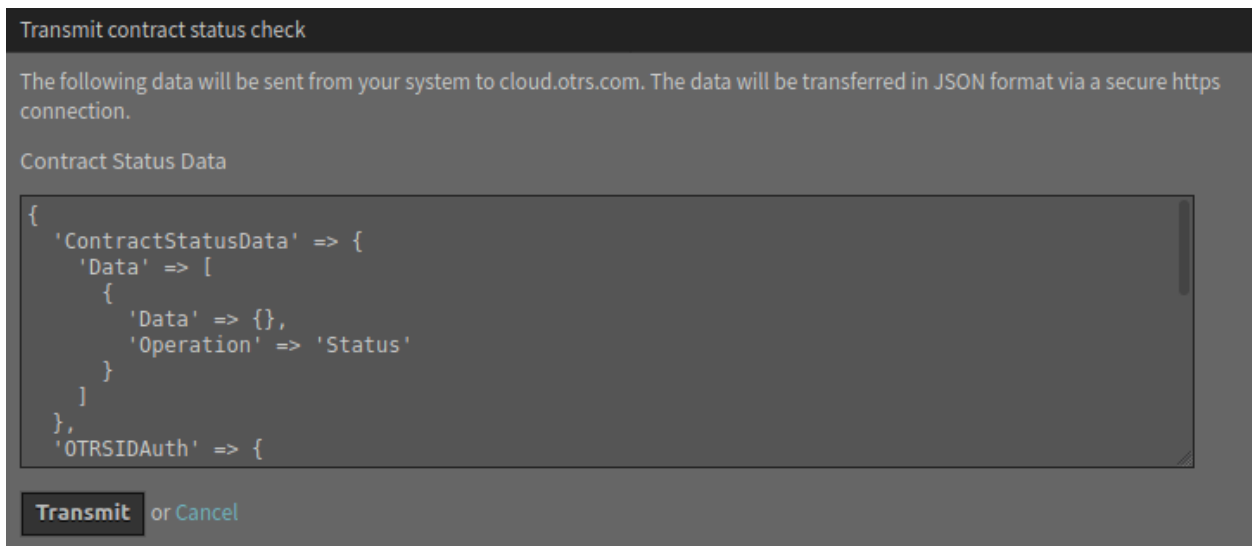 Transmit contract status check
The following data will be sent from your system to cloud.otrs.com. The data will be transferred in JSON format via a secure https
connection.
Contract Status Data
{
  'ContractStatusData' => {
    'Data' => [
      {
        'Data' => {},
        'Operation' => 'Status'
      }
    ]
  },
  'OTRSIDAuth' => {
Transmit or Cancel